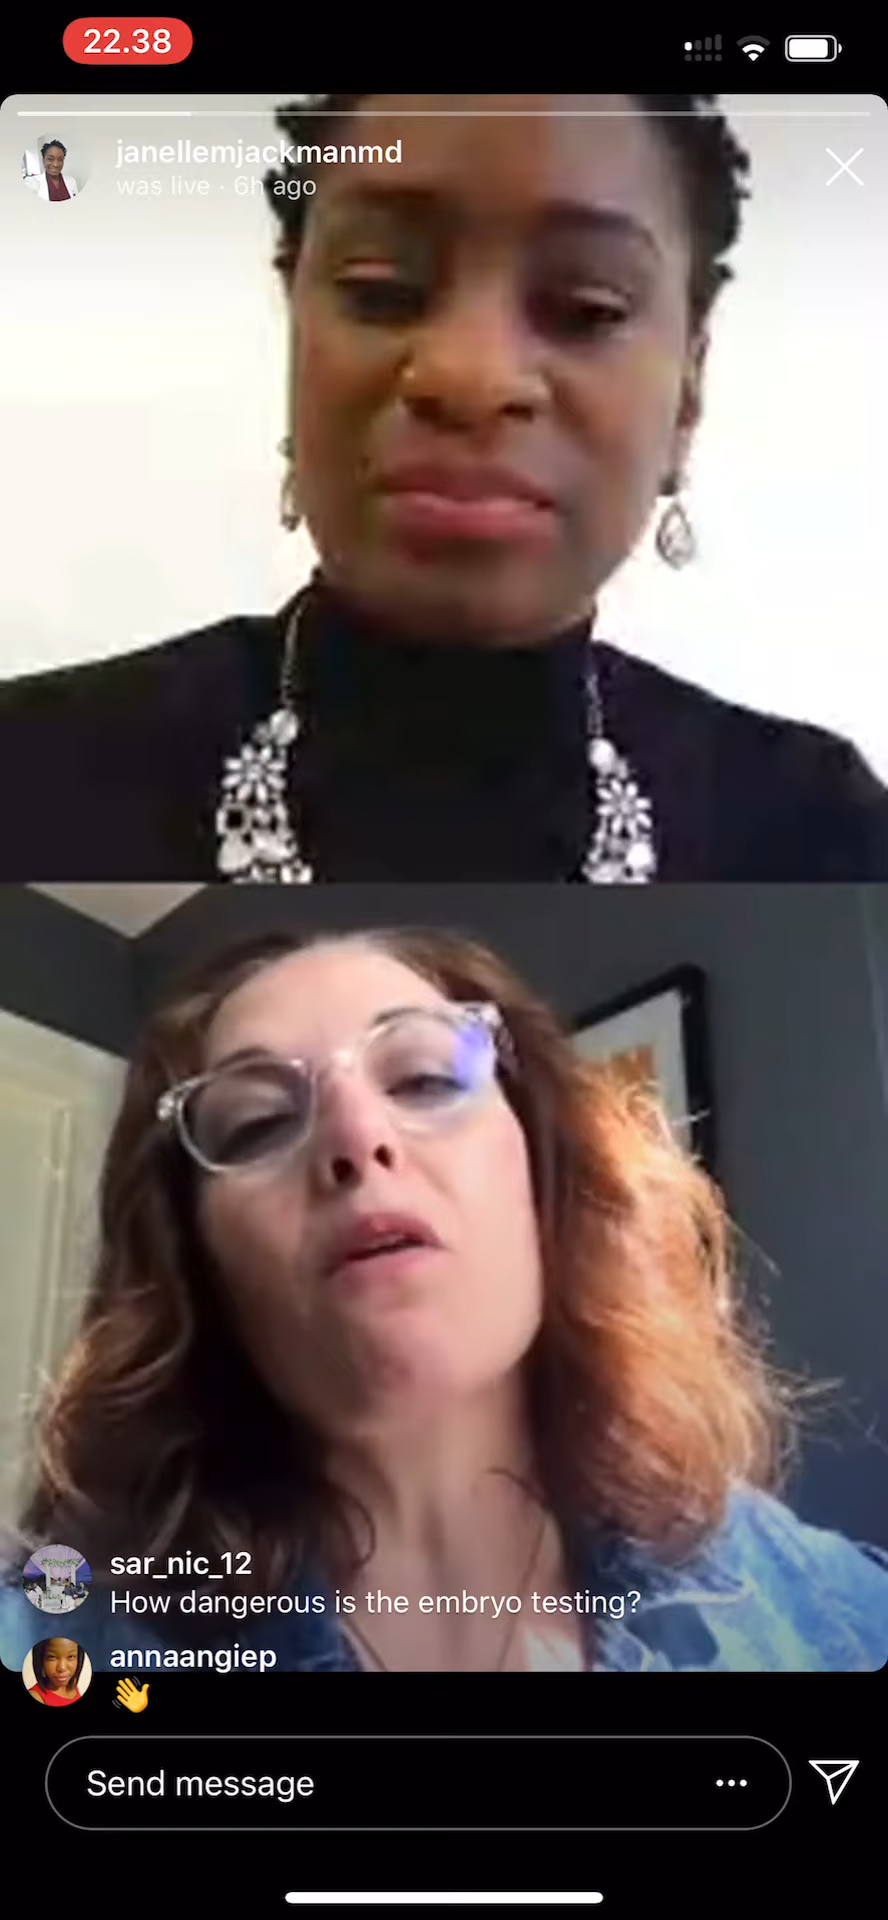 22.38
janellemjackmanmd
was live · 6h ago
sar_nic_12
How dangerous is the embryo testing?
annaangiep
👋
Send message